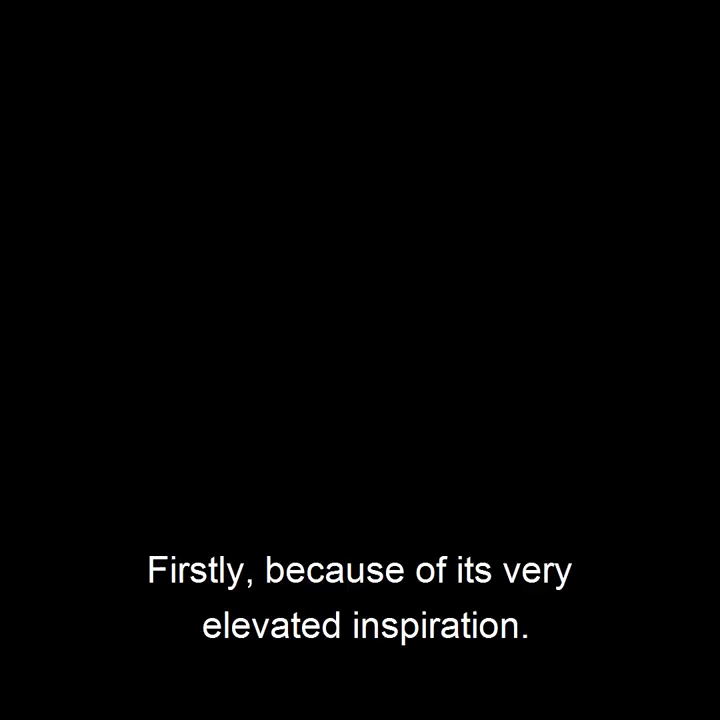 Firstly, because of its very
elevated inspiration.